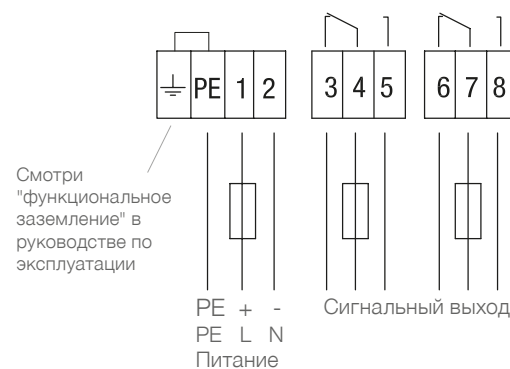 PE 1 2 3 4 5 6 7 8
Смотри
"функциональное
заземление" в
руководстве по
эксплуатации
PE + - Сигнальный выход
PE L N
Питание